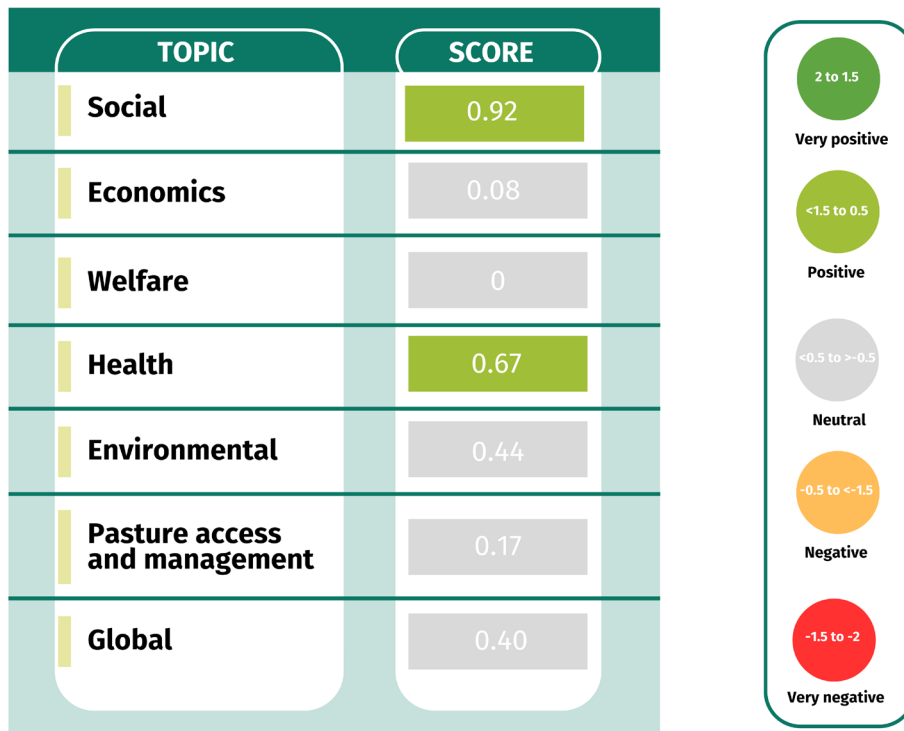 TOPIC SCORE
Social 0.92
Economics 0.08
Welfare 0
Health 0.67
Environmental 0.44
Pasture access
and management 0.17
Global 0.40
2 to 1.5
Very positive
<1.5 to 0.5
Positive
<0.5 to >-0.5
Neutral
-0.5 to <-1.5
Negative
-1.5 to -2
Very negative